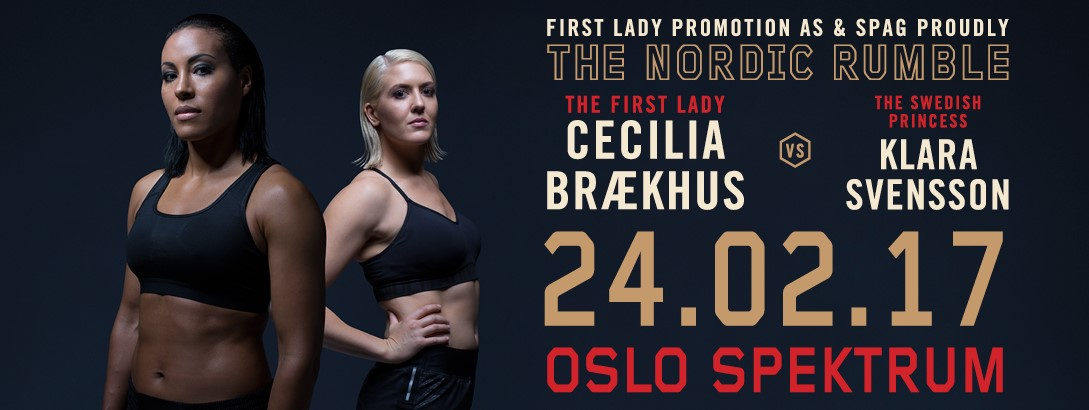 FIRST LADY PROMOTION AS & SPAG PROUDLY
THE NORDIC RUMBLE
THE FIRST LADY
CECILIA
BRÆKHUS
VS
THE SWEDISH
PRINCESS
KLARA
SVENSSON
24.02.17
OSLO SPEKTRUM